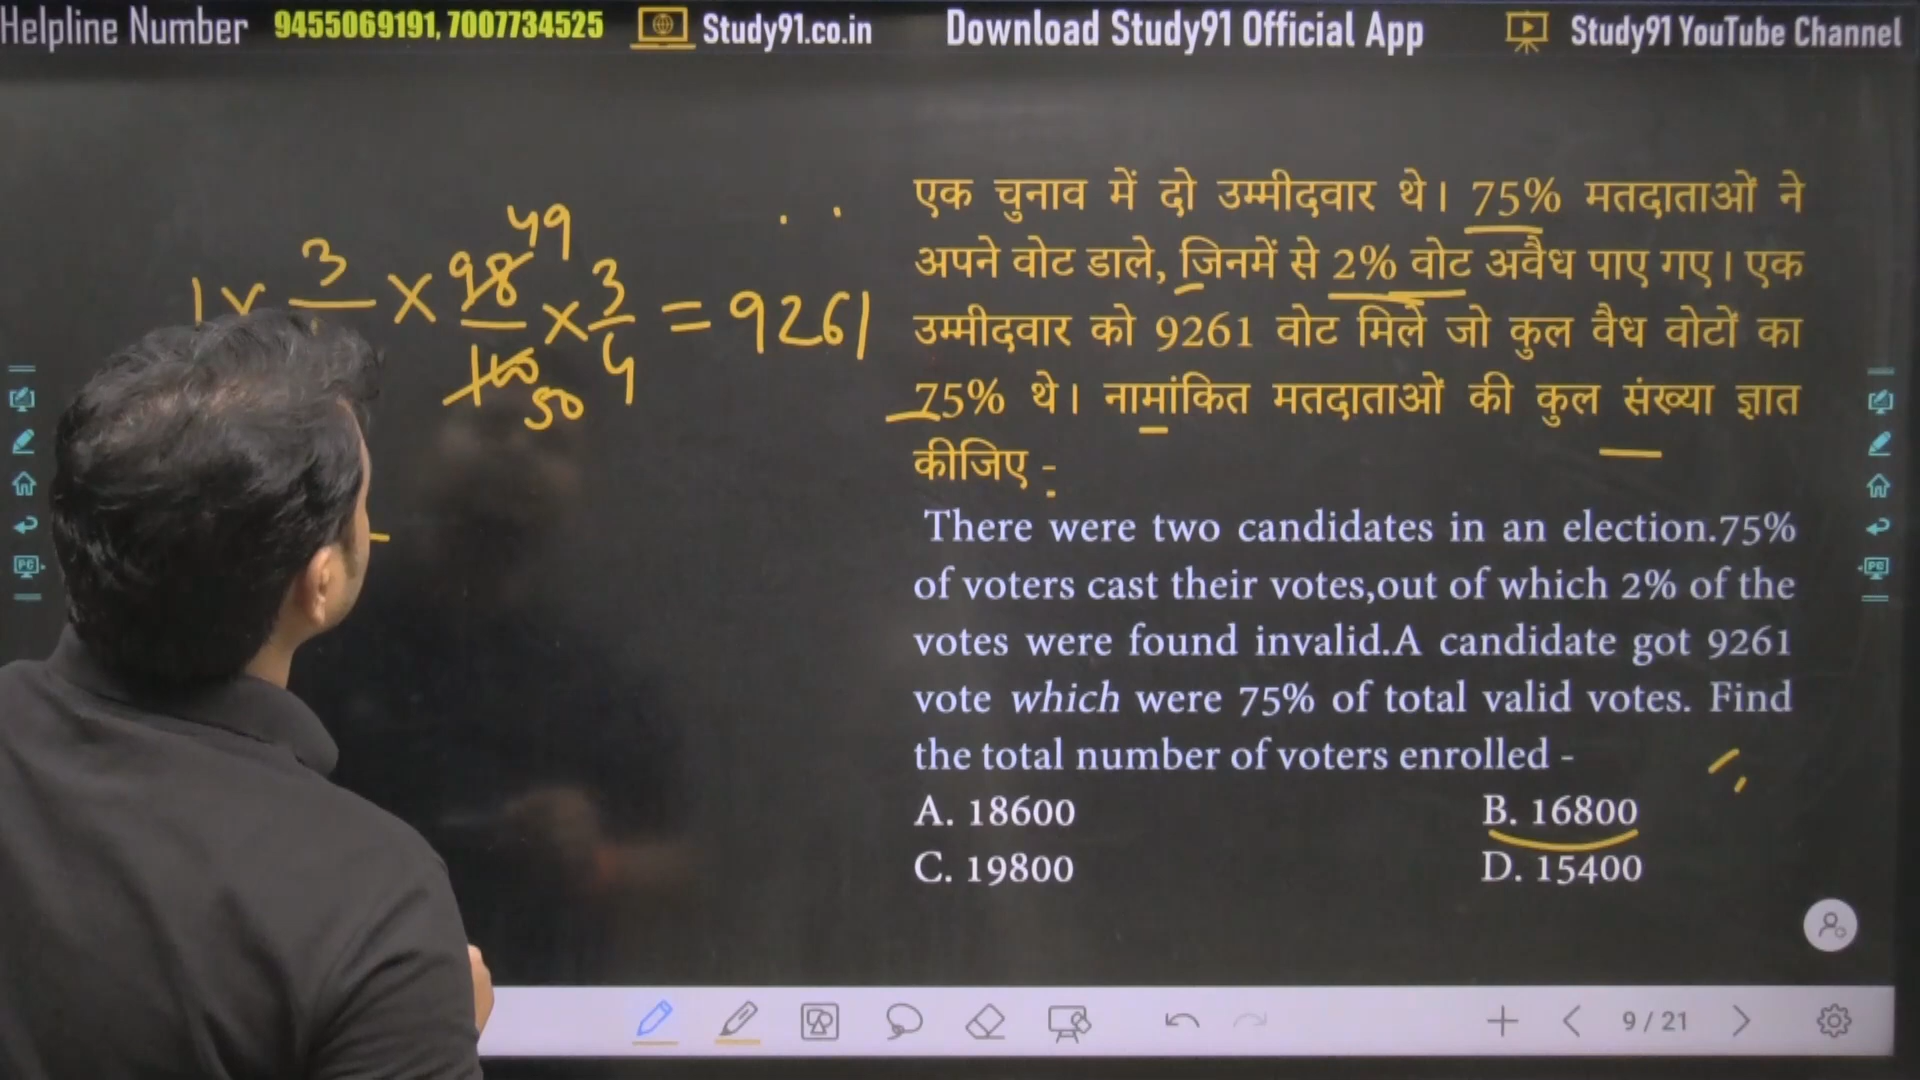 Helpline Number 9455069191, 7007734525 Study91.co.in Download Study91 Official App Study91 YouTube Channel
एक चुनाव में दो उम्मीदवार थे। 75% मतदाताओं ने
अपने वोट डाले, जिनमें से 2% वोट अवैध पाए गए। एक
उम्मीदवार को 9261 वोट मिले जो कुल वैध वोटों का
75% थे। नामांकित मतदाताओं की कुल संख्या ज्ञात
कीजिए -
There were two candidates in an election.75%
of voters cast their votes,out of which 2% of the
votes were found invalid.A candidate got 9261
vote which were 75% of total valid votes. Find
the total number of voters enrolled -
A. 18600 B. 16800
C. 19800 D. 15400
49
3 × 98 × 3 = 9261
100 4
50
9 / 21
PC
PC